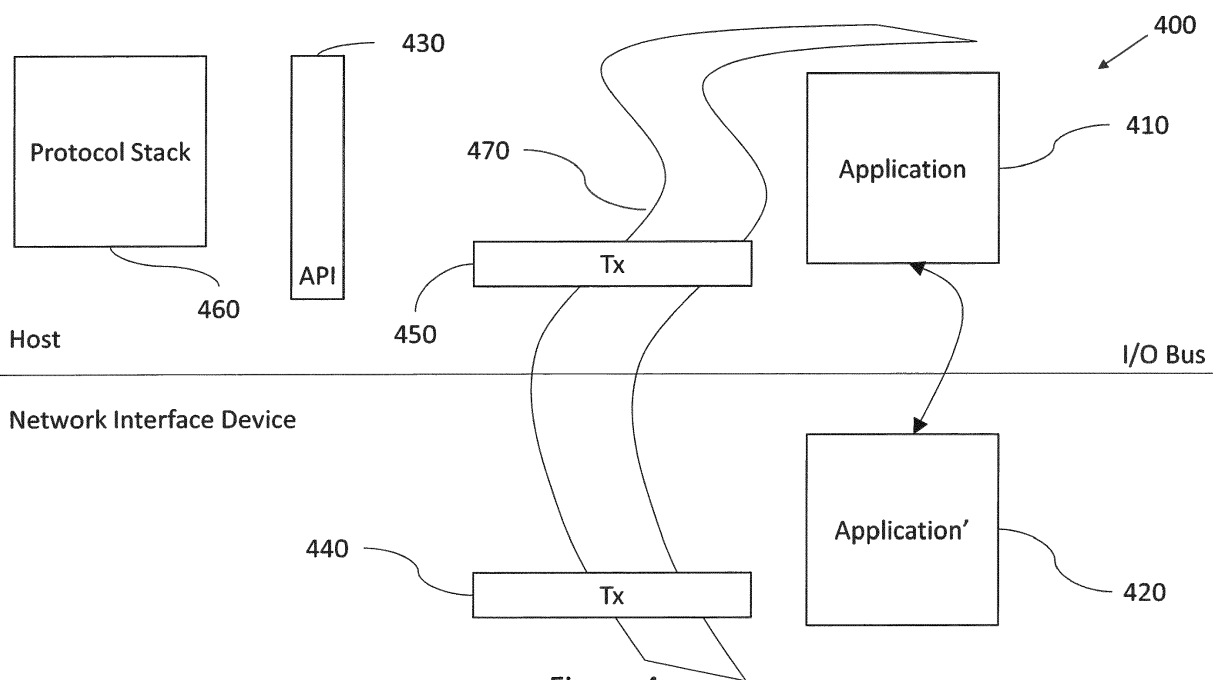 400
430
Protocol Stack
410
470
Application
Tx
API
460
450
Host
I/O Bus
Network Interface Device
Application’
440
Tx
420